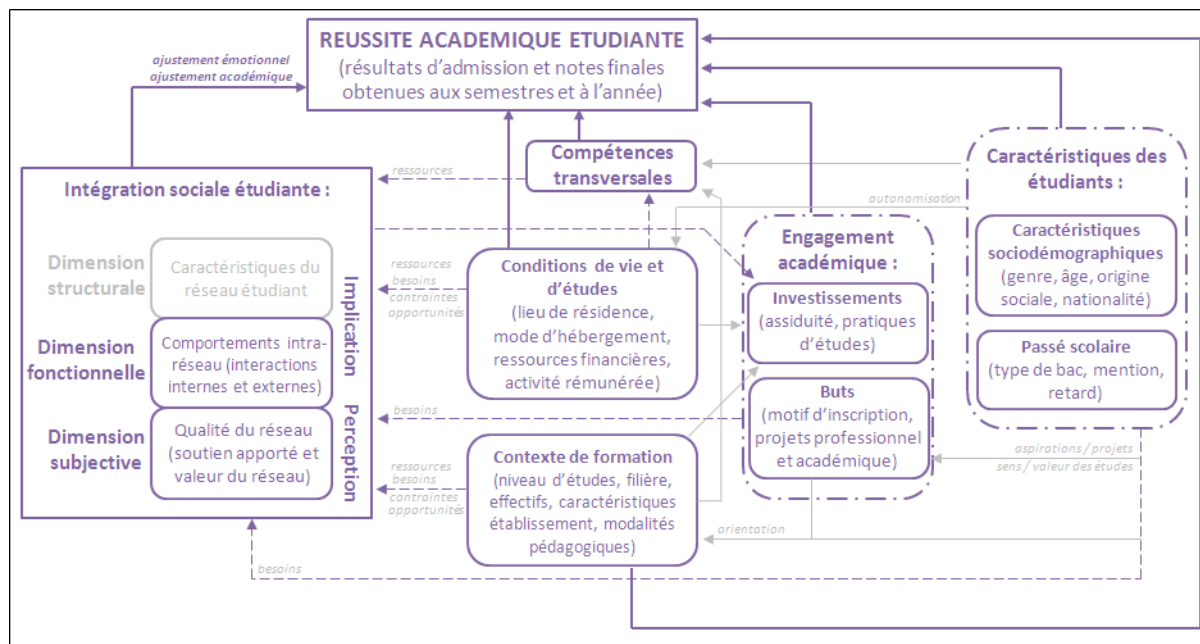 REUSSITE ACADEMIQUE ETUDIANTE
(résultats d'admission et notes finales
obtenues aux semestres et à l'année)
ajustement émotionnel
ajustement académique
Compétences
transversales
ressources
Caractéristiques des
étudiants :
autonomisation
Caractéristiques
sociodémographiques
(genre, âge, origine
sociale, nationalité)
Passé scolaire
(type de bac, mention,
retard)
Intégration sociale étudiante :
Dimension
structurale
Caractéristiques du
réseau étudiant
Dimension
fonctionnelle
Comportements intra-
réseau (interactions
internes et externes)
Dimension
subjective
Qualité du réseau
(soutien apporté et
valeur du réseau)
Implication
Perception
ressources
besoins
contraintes
opportunités
Conditions de vie et
d'études
(lieu de résidence,
mode d'hébergement,
ressources financières,
activité rémunérée)
Engagement
académique :
Investissements
(assiduité, pratiques
d'études)
Buts
(motif d'inscription,
projets professionnel
et académique)
besoins
ressources
besoins
contraintes
opportunités
Contexte de formation
(niveau d'études, filière,
effectifs, caractéristiques
établissement, modalités
pédagogiques)
aspirations / projets
sens / valeur des études
orientation
besoins